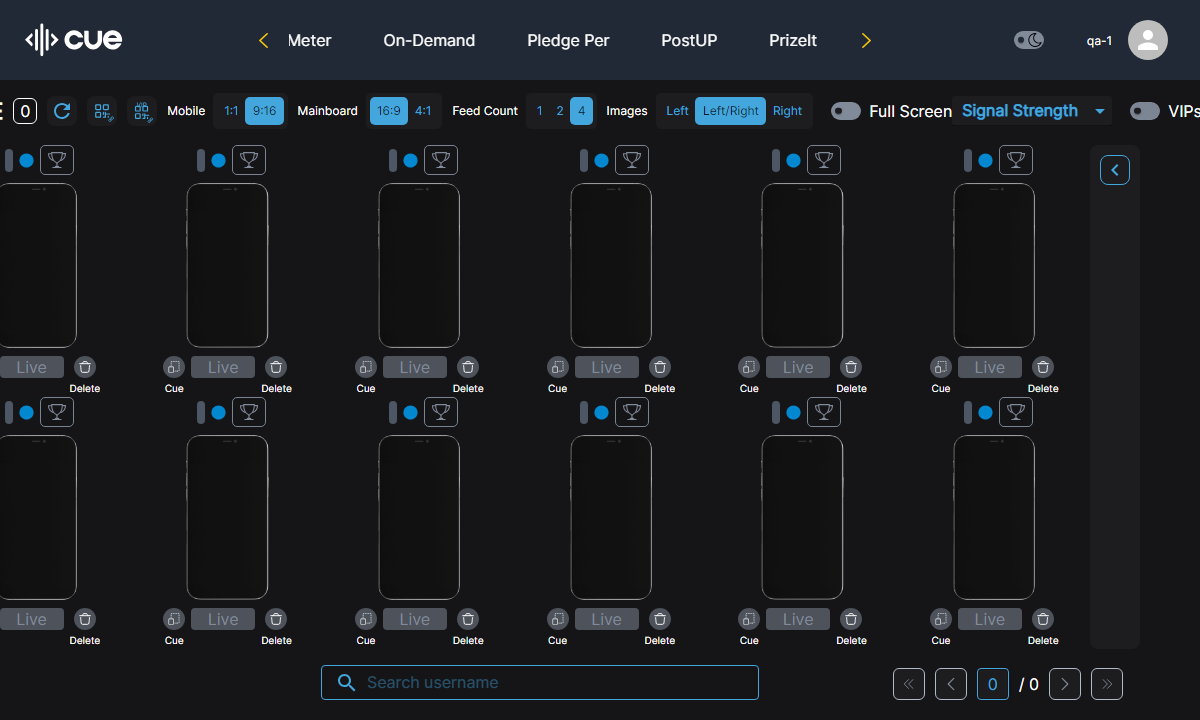 cue
Meter On-Demand Pledge Per PostUP PrizeIt
qa-1
0 Mobile 1:1 9:16 Mainboard 16:9 4:1 Feed Count 1 2 4 Images Left Left/Right Right Full Screen Signal Strength VIPs
Live Live Live Live Live Live
Delete Cue Delete Cue Delete Cue Delete Cue Delete Cue Delete
Live Live Live Live Live Live
Delete Cue Delete Cue Delete Cue Delete Cue Delete Cue Delete
Search username
0 / 0